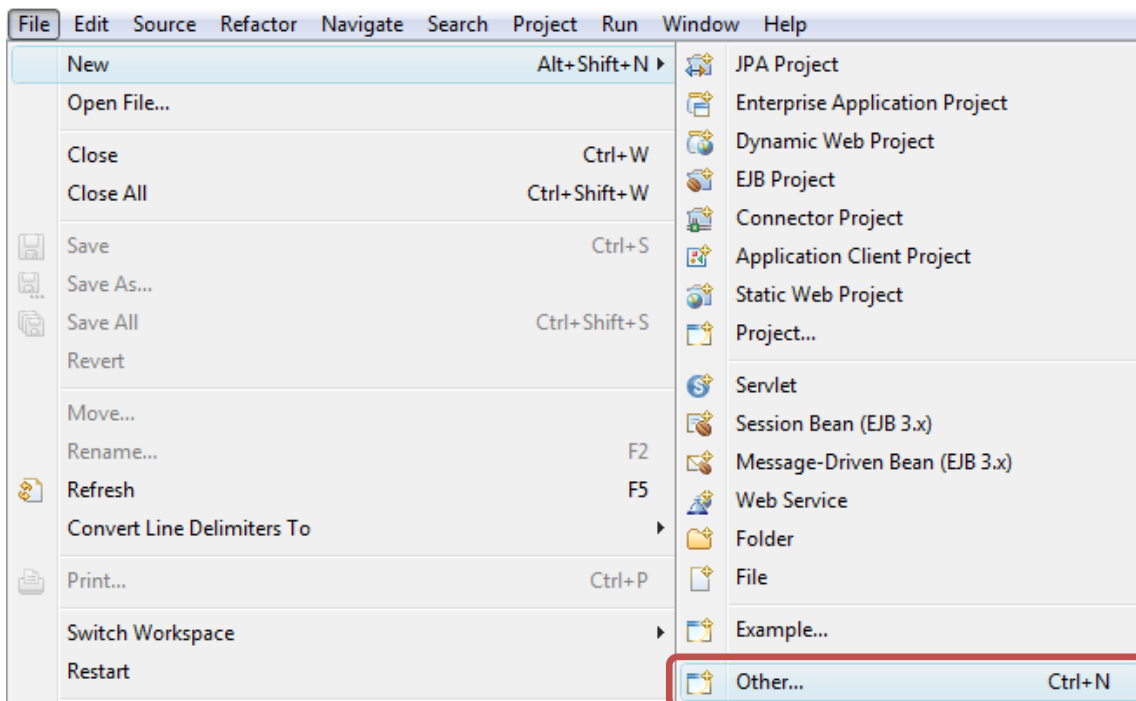 File Edit Source Refactor Navigate Search Project Run Window Help
New Alt+Shift+N
Open File...
Close Ctrl+W
Close All Ctrl+Shift+W
Save Ctrl+S
Save As...
Save All Ctrl+Shift+S
Revert
Move...
Rename... F2
Refresh F5
Convert Line Delimiters To
Print... Ctrl+P
Switch Workspace
Restart
JPA Project
Enterprise Application Project
Dynamic Web Project
EJB Project
Connector Project
Application Client Project
Static Web Project
Project...
Servlet
Session Bean (EJB 3.x)
Message-Driven Bean (EJB 3.x)
Web Service
Folder
File
Example...
Other... Ctrl+N